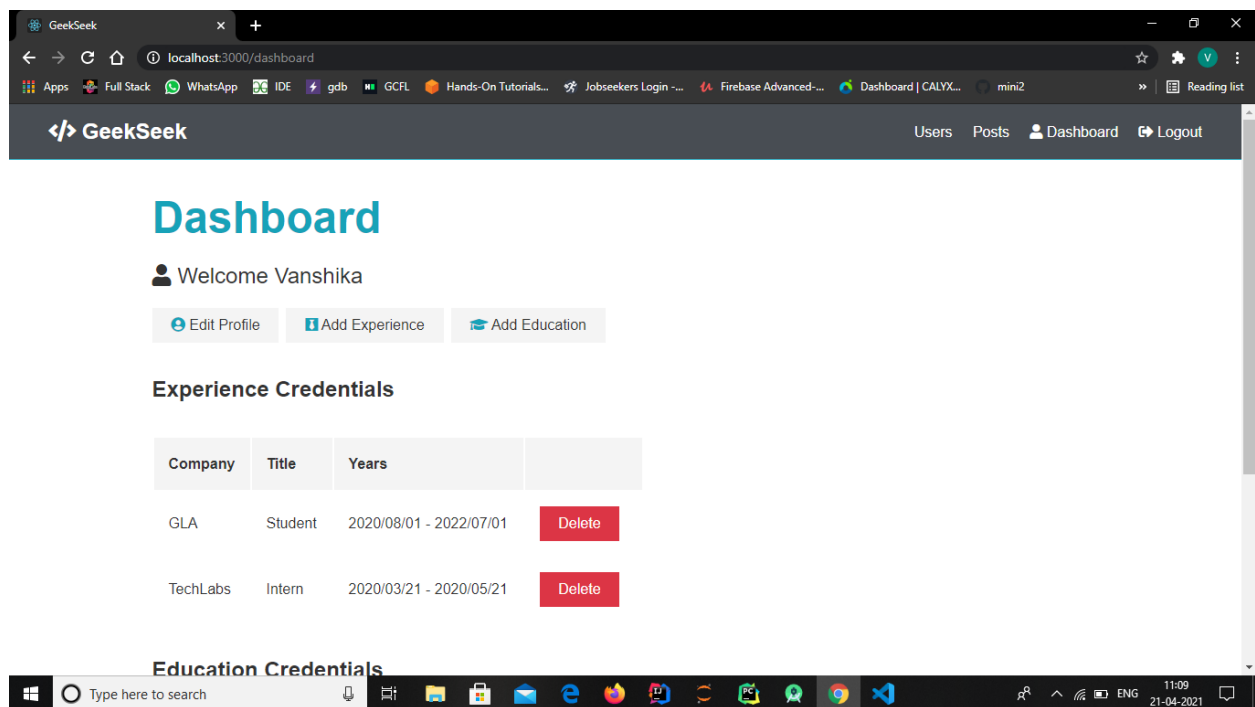 GeekSeek
localhost:3000/dashboard
Apps Full Stack WhatsApp IDE gdb GCFL Hands-On Tutorials... Jobseekers Login -... Firebase Advanced-... Dashboard | CALYX... mini2 » Reading list
</> GeekSeek Users Posts Dashboard Logout
Dashboard
Welcome Vanshika
Edit Profile Add Experience Add Education
Experience Credentials
Company Title Years
GLA Student 2020/08/01 - 2022/07/01 Delete
TechLabs Intern 2020/03/21 - 2020/05/21 Delete
Education Credentials
Type here to search ENG 11:09
21-04-2021